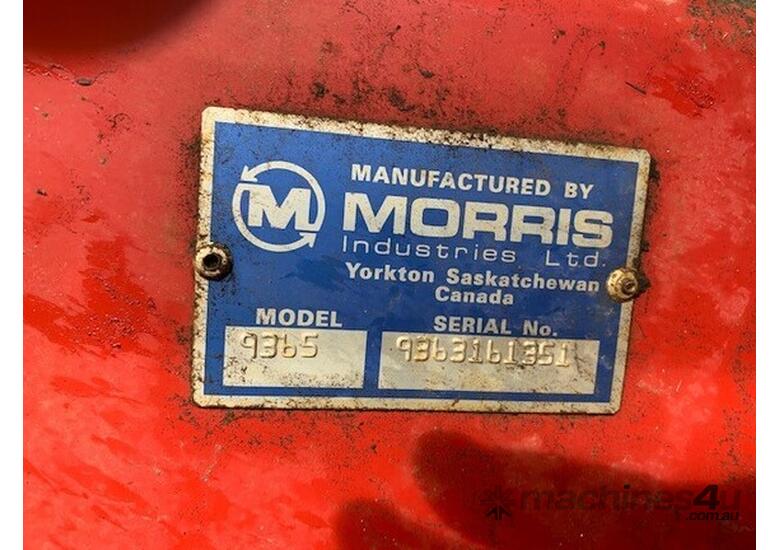 M
MANUFACTURED BY
MORRIS
Industries Ltd.
Yorkton Saskatchewan
Canada
MODEL SERIAL No.
9365 9363161351
machines4u
.com.au